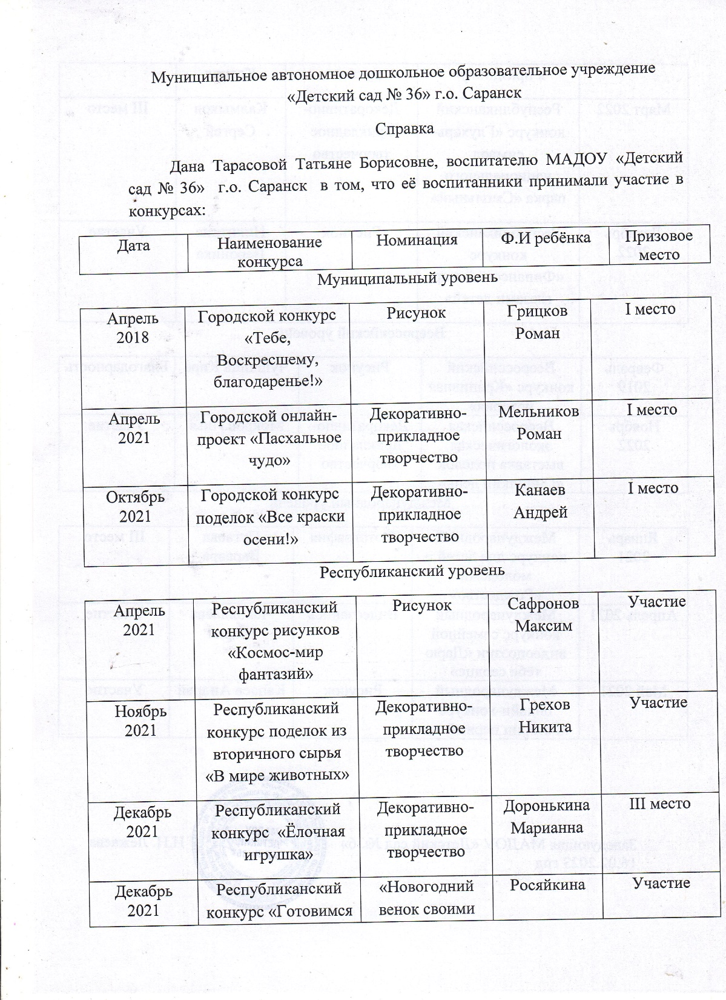 Муниципальное автономное дошкольное образовательное учреждение
«Детский сад № 36» г.о. Саранск
Справка
Дана Тарасовой Татьяне Борисовне, воспитателю МАДОУ «Детский
сад № 36» г.о. Саранск в том, что её воспитанники принимали участие в
конкурсах:
Дата
Наименование
конкурса
Номинация
Ф.И ребёнка
Призовое
место
Муниципальный уровень
Апрель
2018
Городской конкурс
«Тебе,
Воскресшему,
благодаренье!»
Рисунок
Грицков
Роман
I место
Апрель
2021
Городской онлайн-
проект «Пасхальное
чудо»
Декоративно-
прикладное
творчество
Мельников
Роман
I место
Октябрь
2021
Городской конкурс
поделок «Все краски
осени!»
Декоративно-
прикладное
творчество
Канаев
Андрей
I место
Республиканский уровень
Апрель
2021
Республиканский
конкурс рисунков
«Космос-мир
фантазий»
Рисунок
Сафронов
Максим
Участие
Ноябрь
2021
Республиканский
конкурс поделок из
вторичного сырья
«В мире животных»
Декоративно-
прикладное
творчество
Грехов
Никита
Участие
Декабрь
2021
Республиканский
конкурс «Ёлочная
игрушка»
Декоративно-
прикладное
творчество
Доронькина
Марианна
III место
Декабрь
2021
Республиканский
конкурс «Готовимся
«Новогодний
венок своими
Росяйкина
Участие